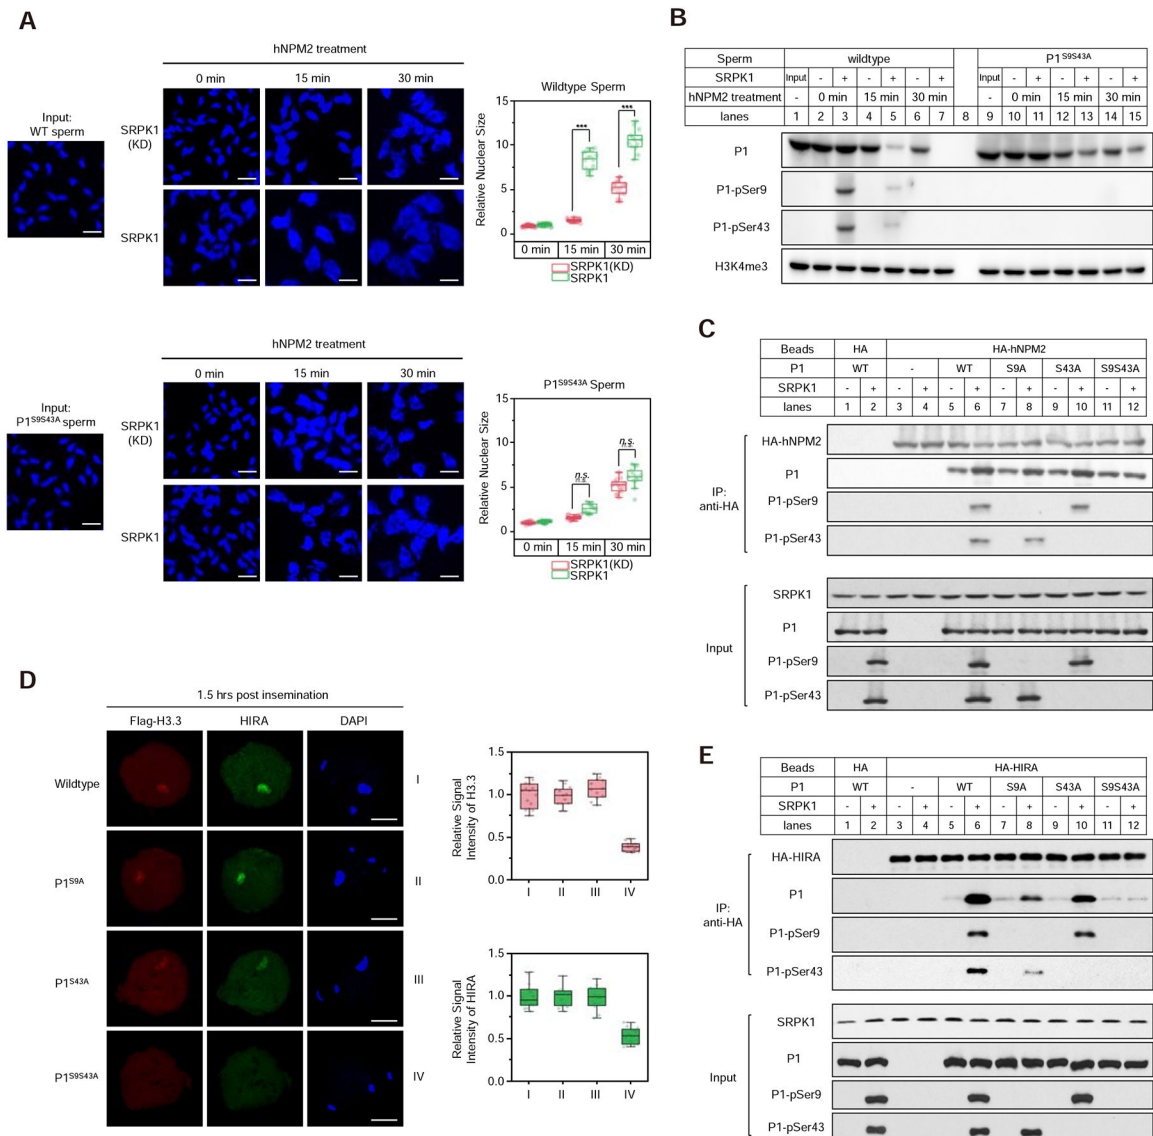 A
hNPM2 treatment
0 min 15 min 30 min
Input:
WT sperm
SRPK1
(KD)
SRPK1
Wildtype Sperm
Relative Nuclear Size
15
10
5
0
*** ***
0 min 15 min 30 min
SRPK1(KD)
SRPK1
hNPM2 treatment
0 min 15 min 30 min
Input:
P1S9S43A sperm
SRPK1
(KD)
SRPK1
P1S9S43A Sperm
Relative Nuclear Size
15
10
5
0
n.s. n.s.
0 min 15 min 30 min
SRPK1(KD)
SRPK1
B
Sperm wildtype P1S9S43A
SRPK1 Input - + - + - + Input - + - + - +
hNPM2 treatment - 0 min 15 min 30 min - 0 min 15 min 30 min
lanes 1 2 3 4 5 6 7 8 9 10 11 12 13 14 15
P1
P1-pSer9
P1-pSer43
H3K4me3
C
Beads HA HA-hNPM2
P1 WT - WT S9A S43A S9S43A
SRPK1 - + - + - + - + - + - +
lanes 1 2 3 4 5 6 7 8 9 10 11 12
IP:
anti-HA
HA-hNPM2
P1
P1-pSer9
P1-pSer43
Input
SRPK1
P1
P1-pSer9
P1-pSer43
D
1.5 hrs post insemination
Flag-H3.3 HIRA DAPI
Wildtype I
P1S9A II
P1S43A III
P1S9S43A IV
Relative Signal
Intensity of H3.3
1.5
1.0
0.5
0.0
I II III IV
Relative Signal
Intensity of HIRA
1.5
1.0
0.5
0.0
I II III IV
E
Beads HA HA-HIRA
P1 WT - WT S9A S43A S9S43A
SRPK1 - + - + - + - + - + - +
lanes 1 2 3 4 5 6 7 8 9 10 11 12
IP:
anti-HA
HA-HIRA
P1
P1-pSer9
P1-pSer43
Input
SRPK1
P1
P1-pSer9
P1-pSer43